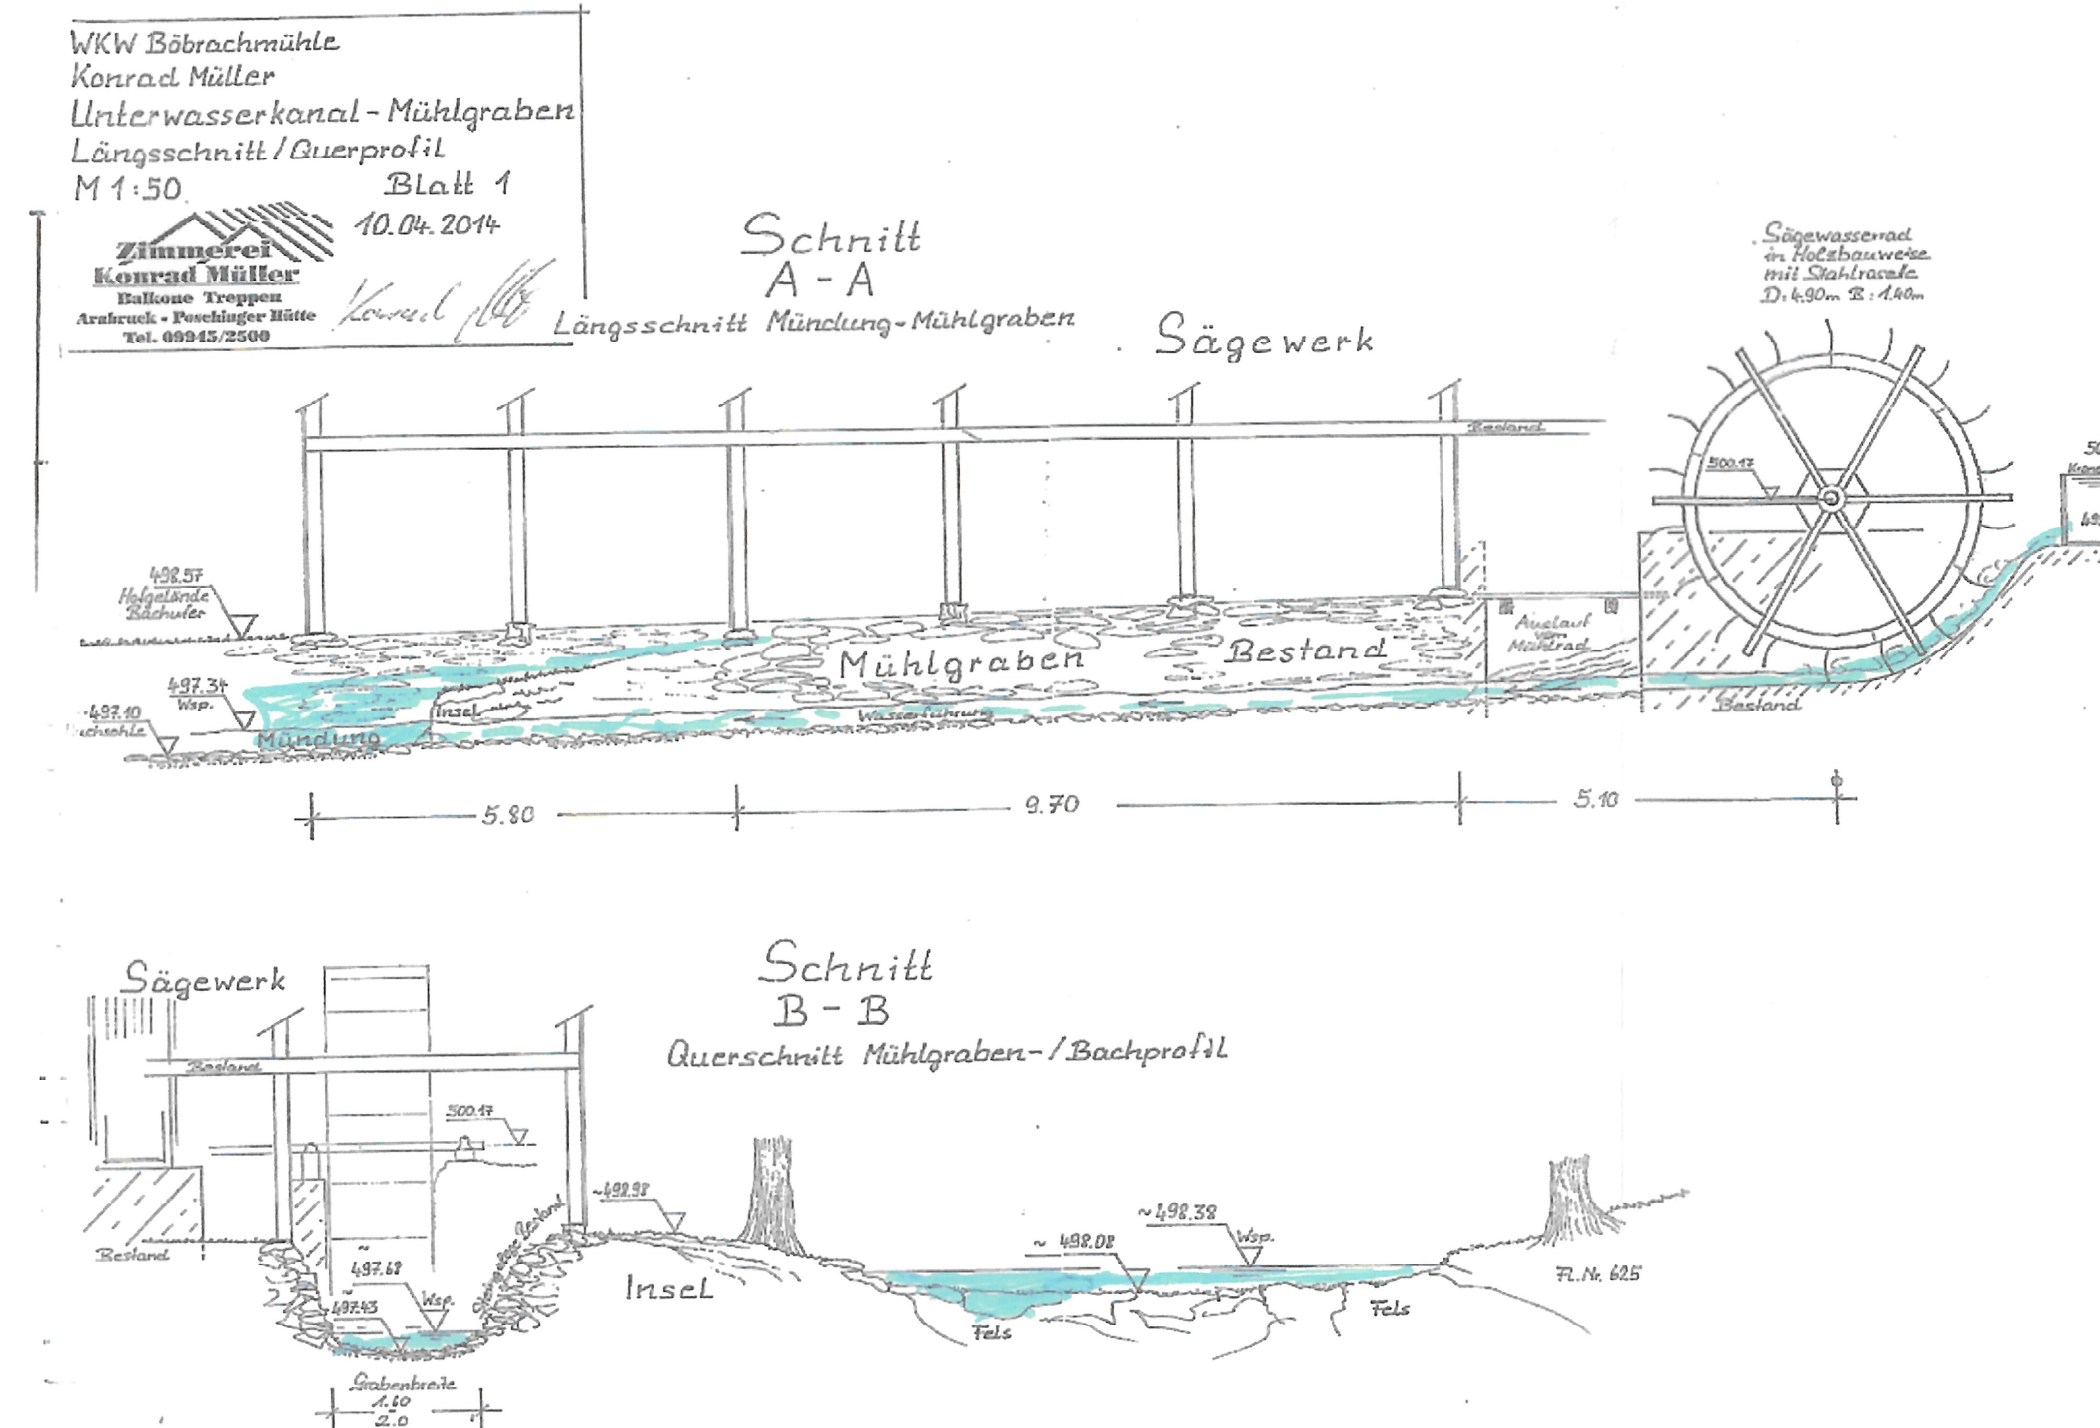 WKW Böbrachmühle
Konrad Müller
Unterwasserkanal-Mühlgraben
Längsschnitt/Querprofil
M 1:50
Blatt 1
10.04.2014
Zimmerei
Konrad Müller
Balkone Treppen
Arnbruck - Poschinger Hütte
Tel. 09945/2500
Konrad
Schnitt
A - A
Längsschnitt Mündung-Mühlgraben
Sägewerk
Sägewasserrad
in Holzbauweise
mit Stahlrosette
D: 4.90m B: 1.40m
Bestand
500.17
498.57
Hofgelände
Bachufer
497.34
Wsp.
497.10
Mündung
Insel
Wasserführung
Mühlgraben
Bestand
Auslauf
vom
Mühlrad
Bestand
5.80
9.70
5.10
Sägewerk
Schnitt
B - B
Querschnitt Mühlgraben-/Bachprofil
Bestand
500.17
Bestand
Bestand
~
497.68
Wsp.
~
497.43
~498.98
Insel
~ 498.08
~498.38
Wsp.
Fels
Fels
Fl.Nr. 625
Grabenbreite
1.60
2.0